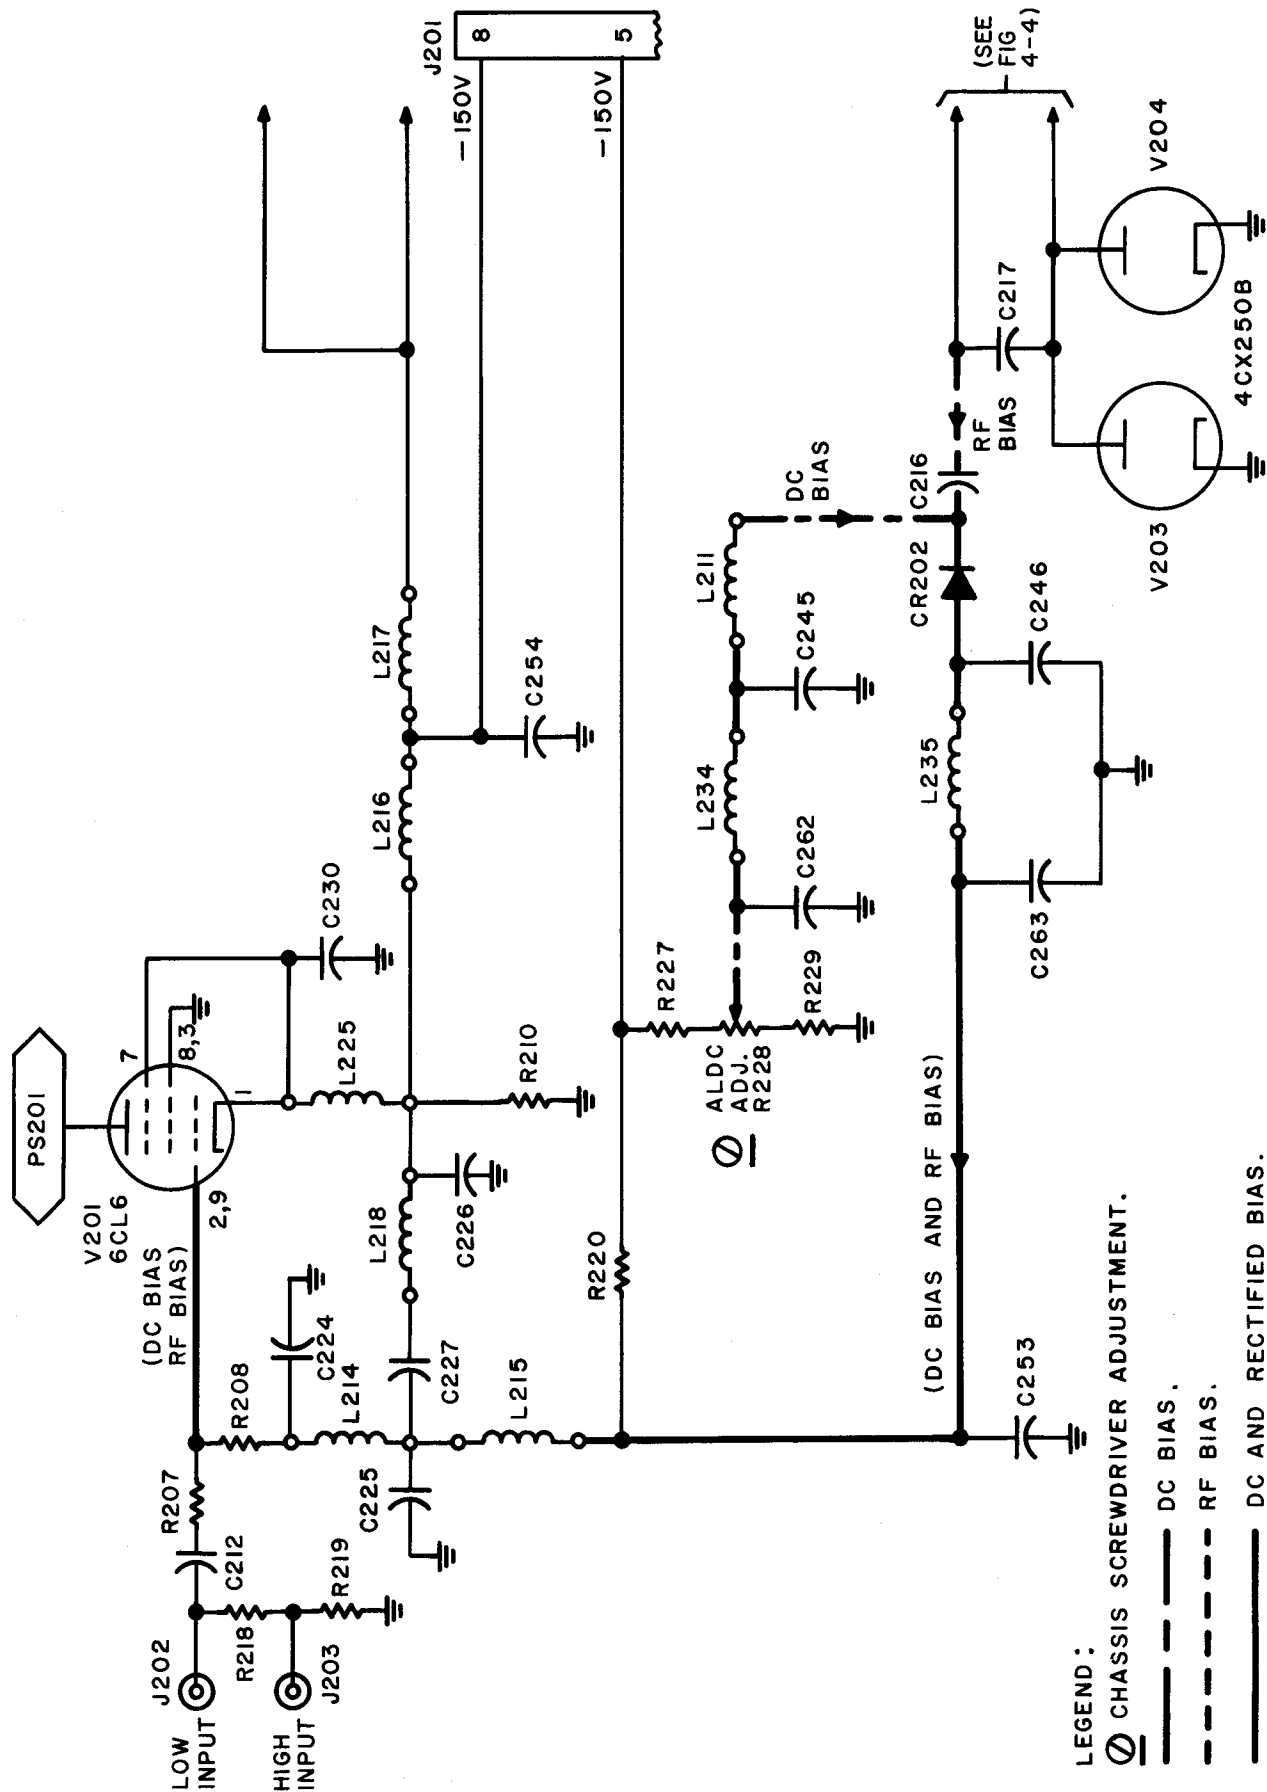 PS201
V201
6CL6
7
8,3
1
2,9
(DC BIAS
RF BIAS)
LOW
INPUT
J202
HIGH
INPUT
J203
R218
R219
C212
R207
R208
C224
L214
C225
C227
L215
L218
C226
L225
R210
C230
L216
L217
C254
J201
8
5
-150V
-150V
R220
R227
ALDC
ADJ.
R228
R229
C262
L234
C245
L211
DC
BIAS
C216
RF
BIAS
C217
(SEE
FIG
4-4)
CR202
C246
L235
C263
V203
V204
4CX250B
(DC BIAS AND RF BIAS)
C253
LEGEND:
CHASSIS SCREWDRIVER ADJUSTMENT.
DC BIAS.
RF BIAS.
DC AND RECTIFIED BIAS.